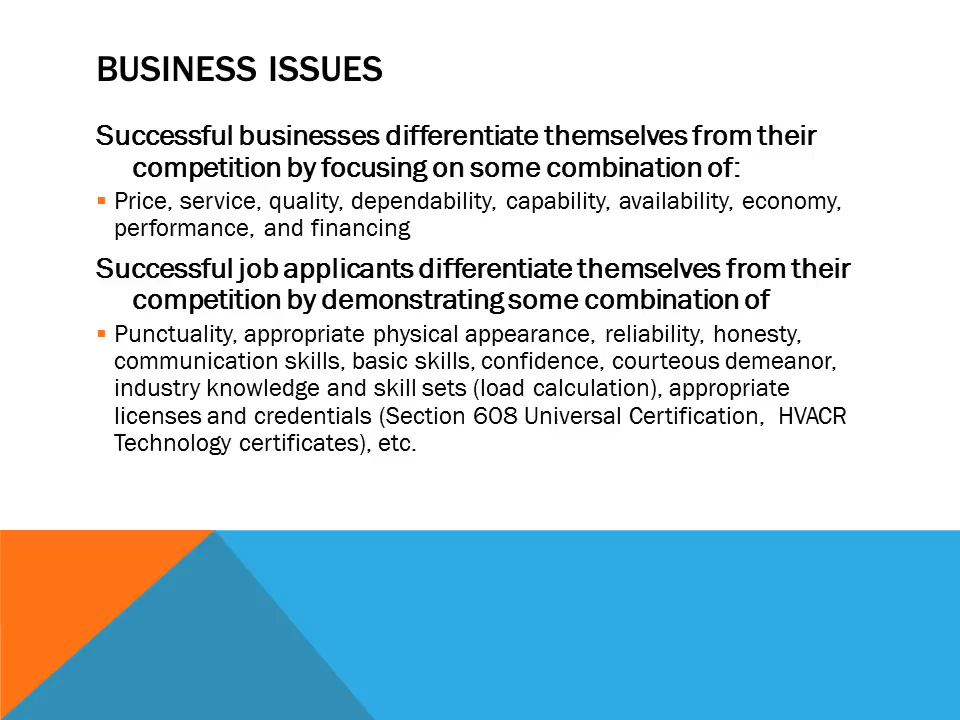 BUSINESS ISSUES
Successful businesses differentiate themselves from their
competition by focusing on some combination of:
▪ Price, service, quality, dependability, capability, availability, economy,
performance, and financing
Successful job applicants differentiate themselves from their
competition by demonstrating some combination of
▪ Punctuality, appropriate physical appearance, reliability, honesty,
communication skills, basic skills, confidence, courteous demeanor,
industry knowledge and skill sets (load calculation), appropriate
licenses and credentials (Section 608 Universal Certification,  HVACR
Technology certificates), etc.